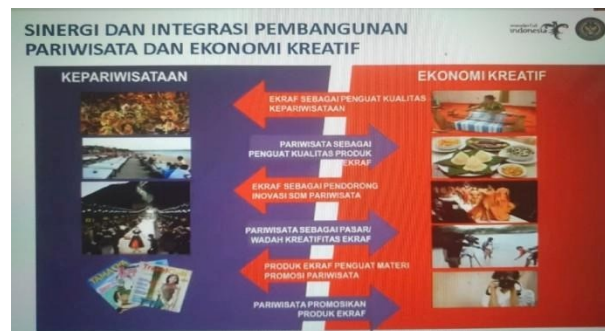 SINERGI DAN INTEGRASI PEMBANGUNAN
PARIWISATA DAN EKONOMI KREATIF
wonderful
indonesia
KEPARIWISATAAN
EKONOMI KREATIF
EKRAF SEBAGAI PENGUAT KUALITAS
KEPARIWISATAAN
PARIWISATA SEBAGAI
PENGUAT KUALITAS PRODUK
EKRAF
EKRAF SEBAGAI PENDORONG
INOVASI SDM PARIWISATA
PARIWISATA SEBAGAI PASAR/
WADAH KREATIFITAS EKRAF
PRODUK EKRAF PENGUAT MATERI
PROMOSI PARIWISATA
PARIWISATA PROMOSIKAN
PRODUK EKRAF